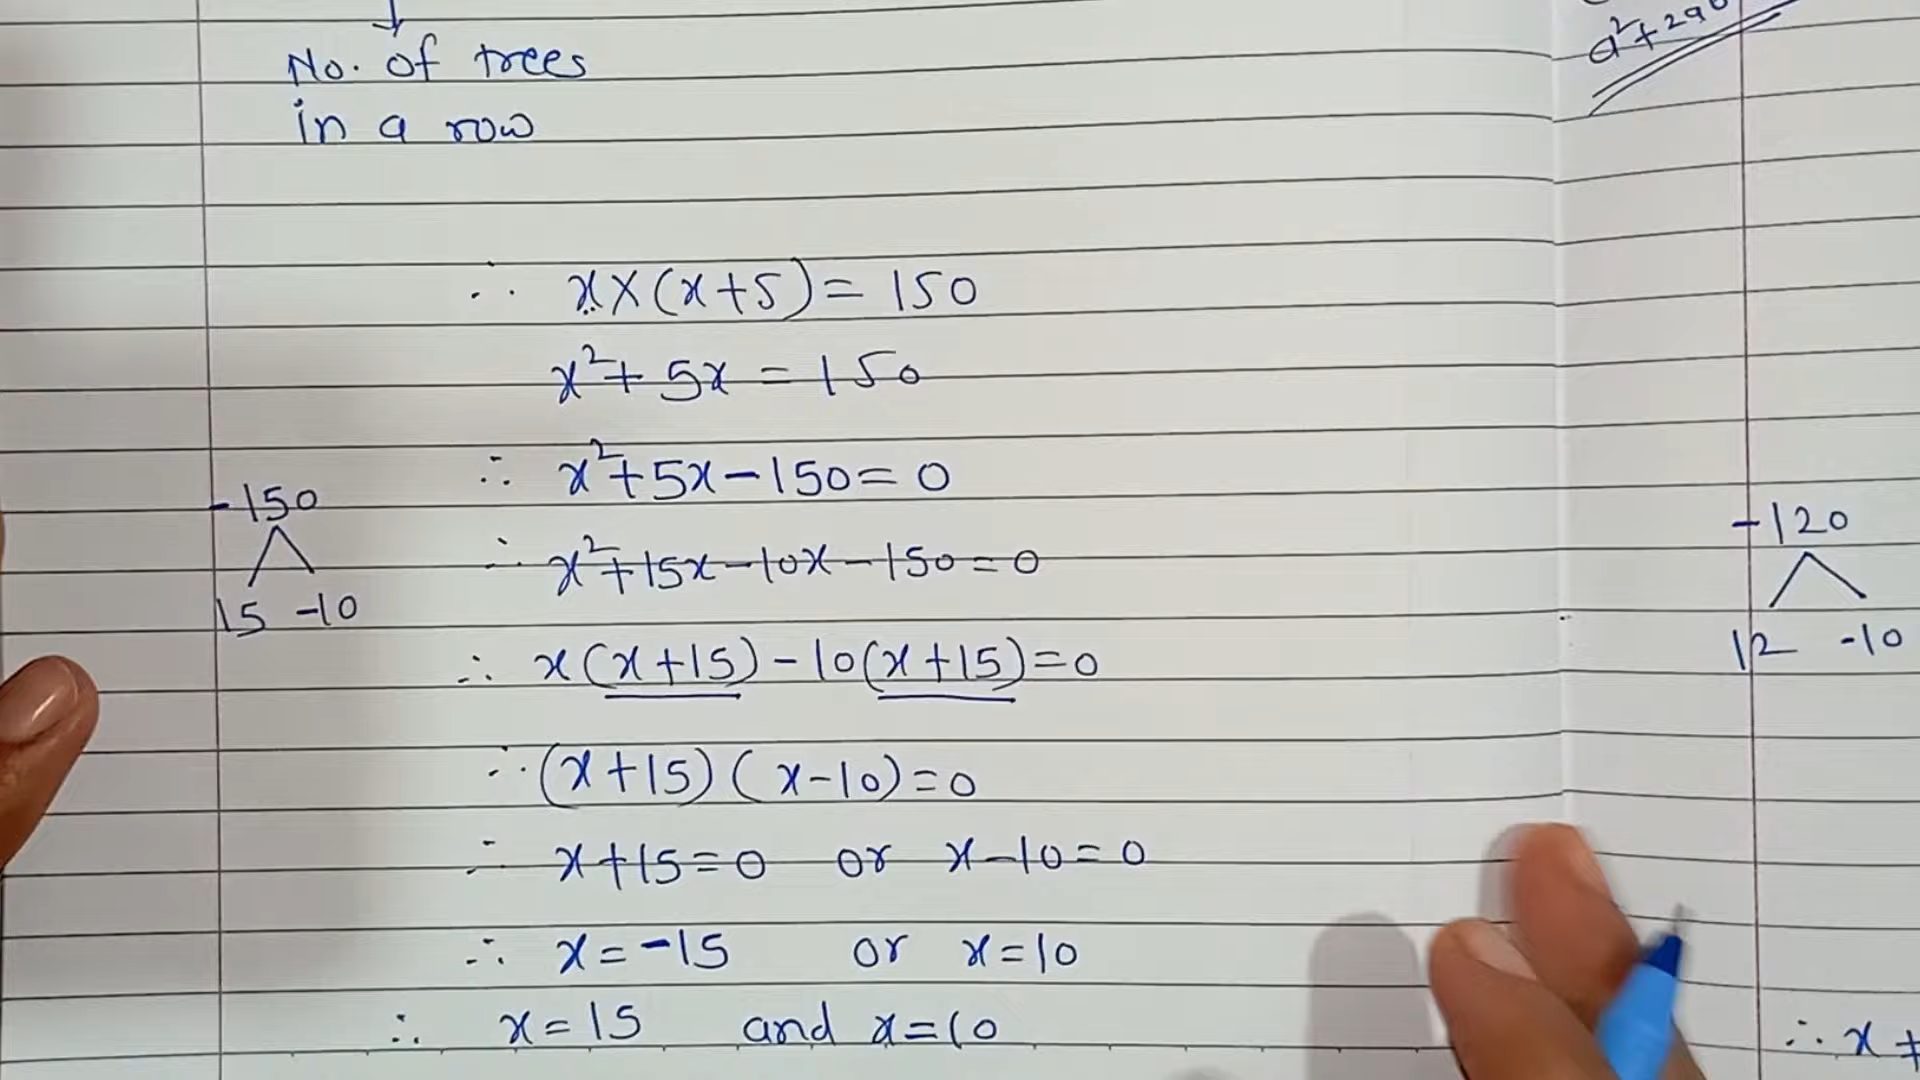 No. of trees
in a row
∴ x×(x+5)=150
x²+5x=150
∴ x²+5x-150=0
∴ x²+15x-10x-150=0
∴ x(x+15)-10(x+15)=0
∴ (x+15)(x-10)=0
∴ x+15=0 or x-10=0
∴ x=-15 or x=10
∴ x=15 and x=10
-150
15 -10
a²+2ab
-120
12 -10
∴ x≠